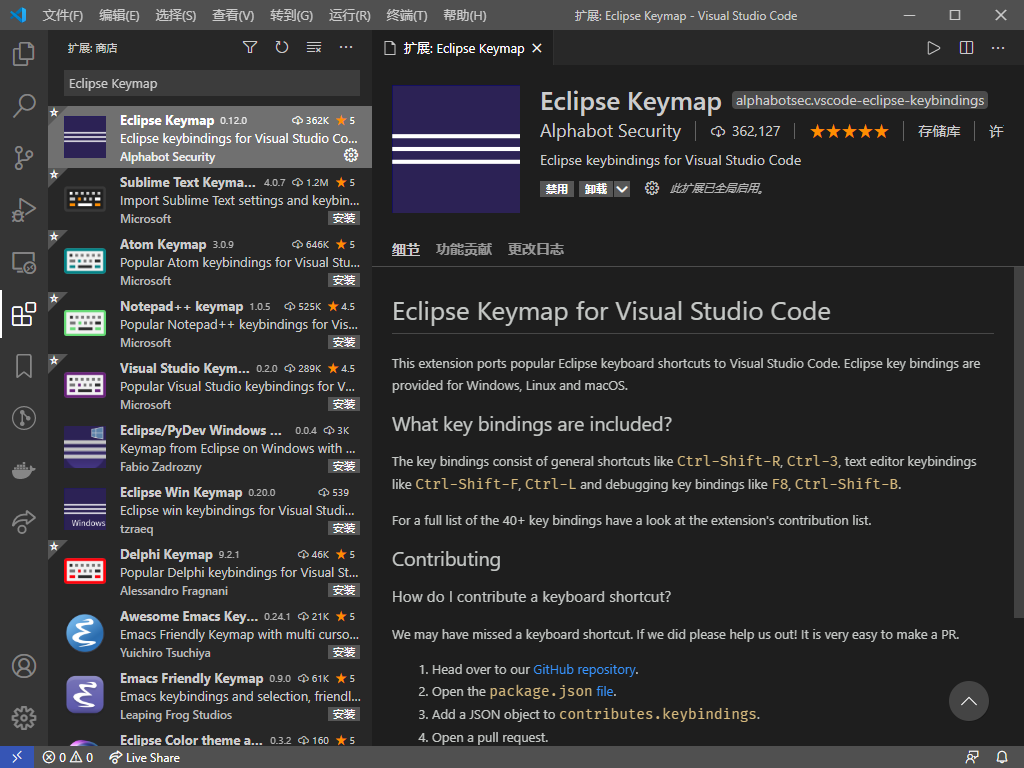 文件(F) 编辑(E) 选择(S) 查看(V) 转到(G) 运行(R) 终端(T) 帮助(H) 扩展: Eclipse Keymap - Visual Studio Code
扩展: 商店
Eclipse Keymap
Eclipse Keymap 0.12.0 362K 5
Eclipse keybindings for Visual Studio Co...
Alphabot Security
Sublime Text Keyma... 4.0.7 1.2M 5
Import Sublime Text settings and keybin...
Microsoft 安装
Atom Keymap 3.0.9 646K 5
Popular Atom keybindings for Visual Stu...
Microsoft 安装
Notepad++ keymap 1.0.5 525K 4.5
Popular Notepad++ keybindings for Vis...
Microsoft 安装
Visual Studio Keym... 0.2.0 289K 4.5
Popular Visual Studio keybindings for V...
Microsoft 安装
Eclipse/PyDev Windows ... 0.0.4 3K
Keymap from Eclipse on Windows with ...
Fabio Zadrozny 安装
Eclipse Win Keymap 0.20.0 539
Eclipse win keybindings for Visual Studi...
Windows
tzraeq 安装
Delphi Keymap 9.2.1 46K 5
Popular Delphi keybindings for Visual St...
Alessandro Fragnani 安装
Awesome Emacs Key... 0.24.1 21K 5
Emacs Friendly Keymap with multi curso...
Yuichiro Tsuchiya 安装
Emacs Friendly Keymap 0.9.0 61K 5
Emacs keybindings and selection, friendl...
Leaping Frog Studios 安装
Eclipse Color theme a... 0.3.2 160 5
扩展: Eclipse Keymap
Eclipse Keymap alphabotsec.vscode-eclipse-keybindings
Alphabot Security 362,127 存储库 许
Eclipse keybindings for Visual Studio Code
禁用 卸载 此扩展已全局启用。
细节 功能贡献 更改日志
Eclipse Keymap for Visual Studio Code
This extension ports popular Eclipse keyboard shortcuts to Visual Studio Code. Eclipse key bindings are
provided for Windows, Linux and macOS.
What key bindings are included?
The key bindings consist of general shortcuts like Ctrl-Shift-R, Ctrl-3, text editor keybindings
like Ctrl-Shift-F, Ctrl-L and debugging key bindings like F8, Ctrl-Shift-B.
For a full list of the 40+ key bindings have a look at the extension's contribution list.
Contributing
How do I contribute a keyboard shortcut?
We may have missed a keyboard shortcut. If we did please help us out! It is very easy to make a PR.
1. Head over to our GitHub repository.
2. Open the package.json file.
3. Add a JSON object to contributes.keybindings.
4. Open a pull request.
0 0 Live Share